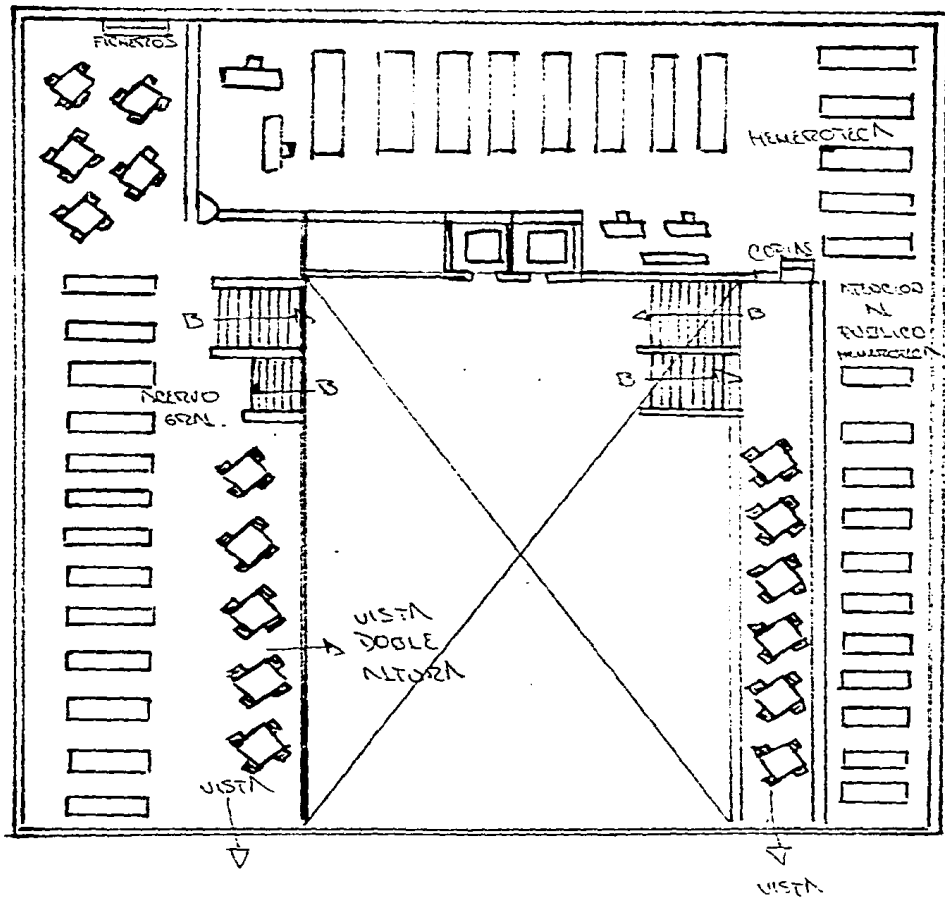 FICHEROS
HEMEROTECA
COPIAS
ATENCION
AL
PUBLICO
HEMEROTECA
B
B
B
B
ACERVO
GRAL.
VISTA
DOBLE
ALTURA
VISTA
VISTA